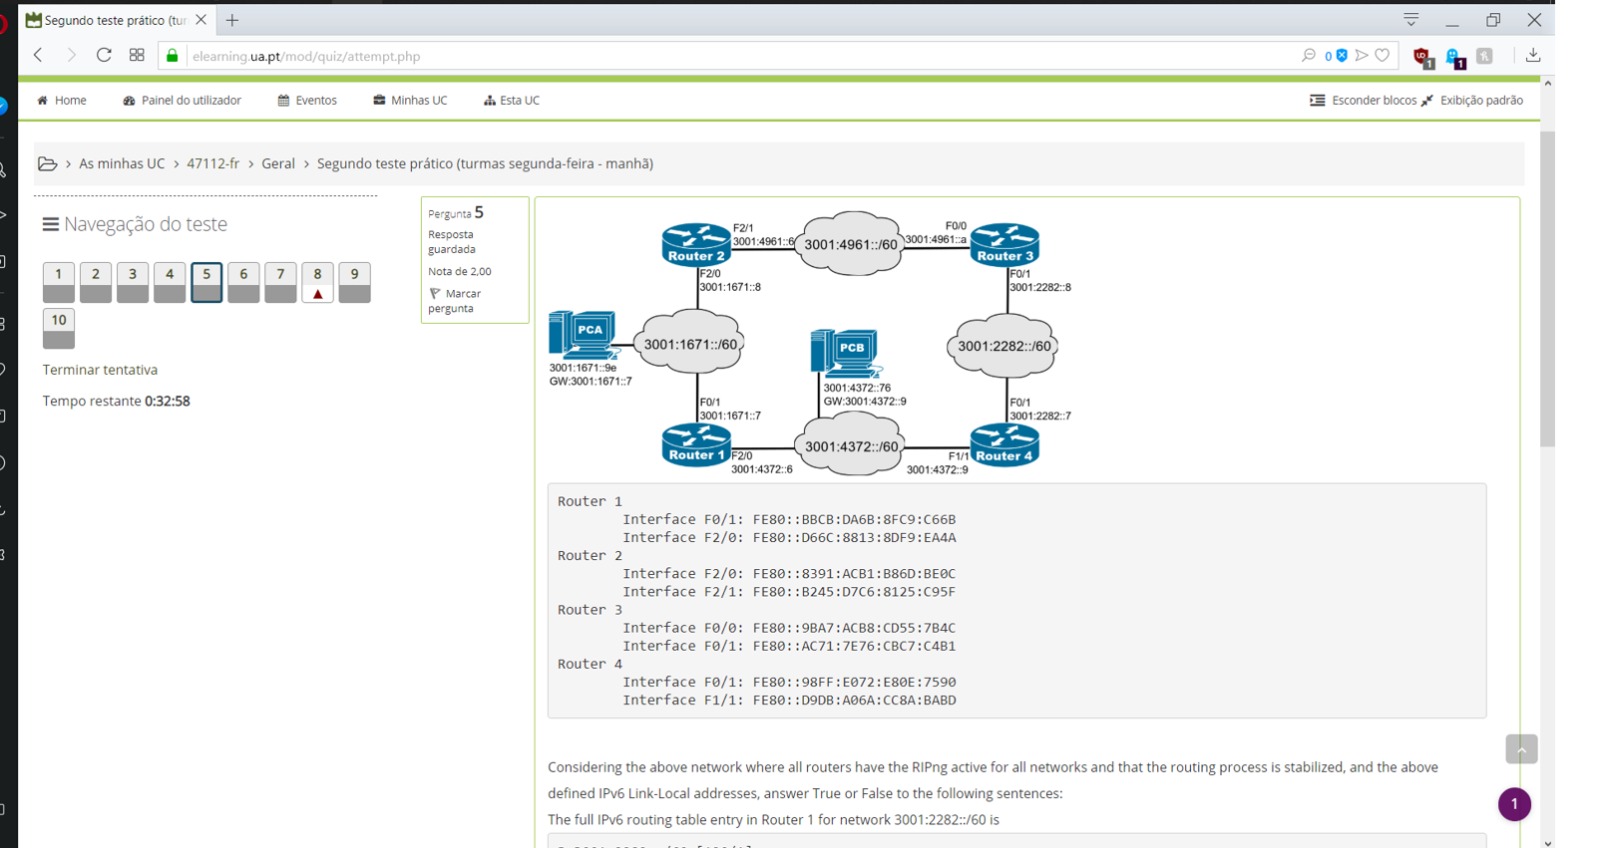 Segundo teste prático (tur
elearning.ua.pt/mod/quiz/attempt.php
0
1
1
Home
Painel do utilizador
Eventos
Minhas UC
Esta UC
Esconder blocos
Exibição padrão
> As minhas UC > 47112-fr > Geral > Segundo teste prático (turmas segunda-feira - manhã)
Navegação do teste
1 2 3 4 5 6 7 8 9
10
Terminar tentativa
Tempo restante 0:32:58
Pergunta 5
Resposta
guardada
Nota de 2,00
Marcar
pergunta
Router 2
F2/1
3001:4961::6
3001:4961::/60
F0/0
3001:4961::a
Router 3
F2/0
3001:1671::8
F0/1
3001:2282::8
PCA
3001:1671::9e
GW:3001:1671::7
3001:1671::/60
PCB
3001:4372::76
GW:3001:4372::9
3001:2282::/60
F0/1
3001:1671::7
F0/1
3001:2282::7
Router 1
F2/0
3001:4372::6
3001:4372::/60
F1/1
3001:4372::9
Router 4
Router 1
Interface F0/1: FE80::BBCB:DA6B:8FC9:C66B
Interface F2/0: FE80::D66C:8813:8DF9:EA4A
Router 2
Interface F2/0: FE80::8391:ACB1:B86D:BE0C
Interface F2/1: FE80::B245:D7C6:8125:C95F
Router 3
Interface F0/0: FE80::9BA7:ACB8:CD55:7B4C
Interface F0/1: FE80::AC71:7E76:CBC7:C4B1
Router 4
Interface F0/1: FE80::98FF:E072:E80E:7590
Interface F1/1: FE80::D9DB:A06A:CC8A:BABD
Considering the above network where all routers have the RIPng active for all networks and that the routing process is stabilized, and the above
defined IPv6 Link-Local addresses, answer True or False to the following sentences:
The full IPv6 routing table entry in Router 1 for network 3001:2282::/60 is
1